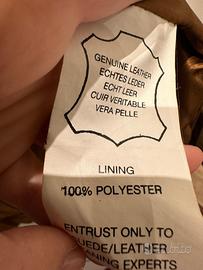 GENUINE LEATHER
ECHTES LEDER
ECHT LEER
CUIR VERITABLE
VERA PELLE
LINING
100% POLYESTER
ENTRUST ONLY TO
SUEDE/LEATHER
CLEANING EXPERTS